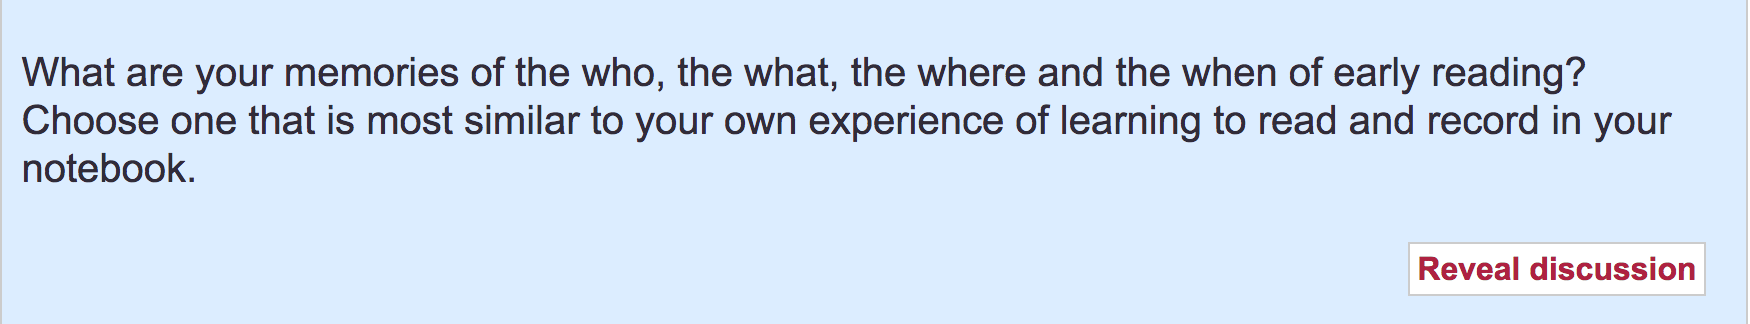 What are your memories of the who, the what, the where and the when of early reading?
Choose one that is most similar to your own experience of learning to read and record in your
notebook.
Reveal discussion